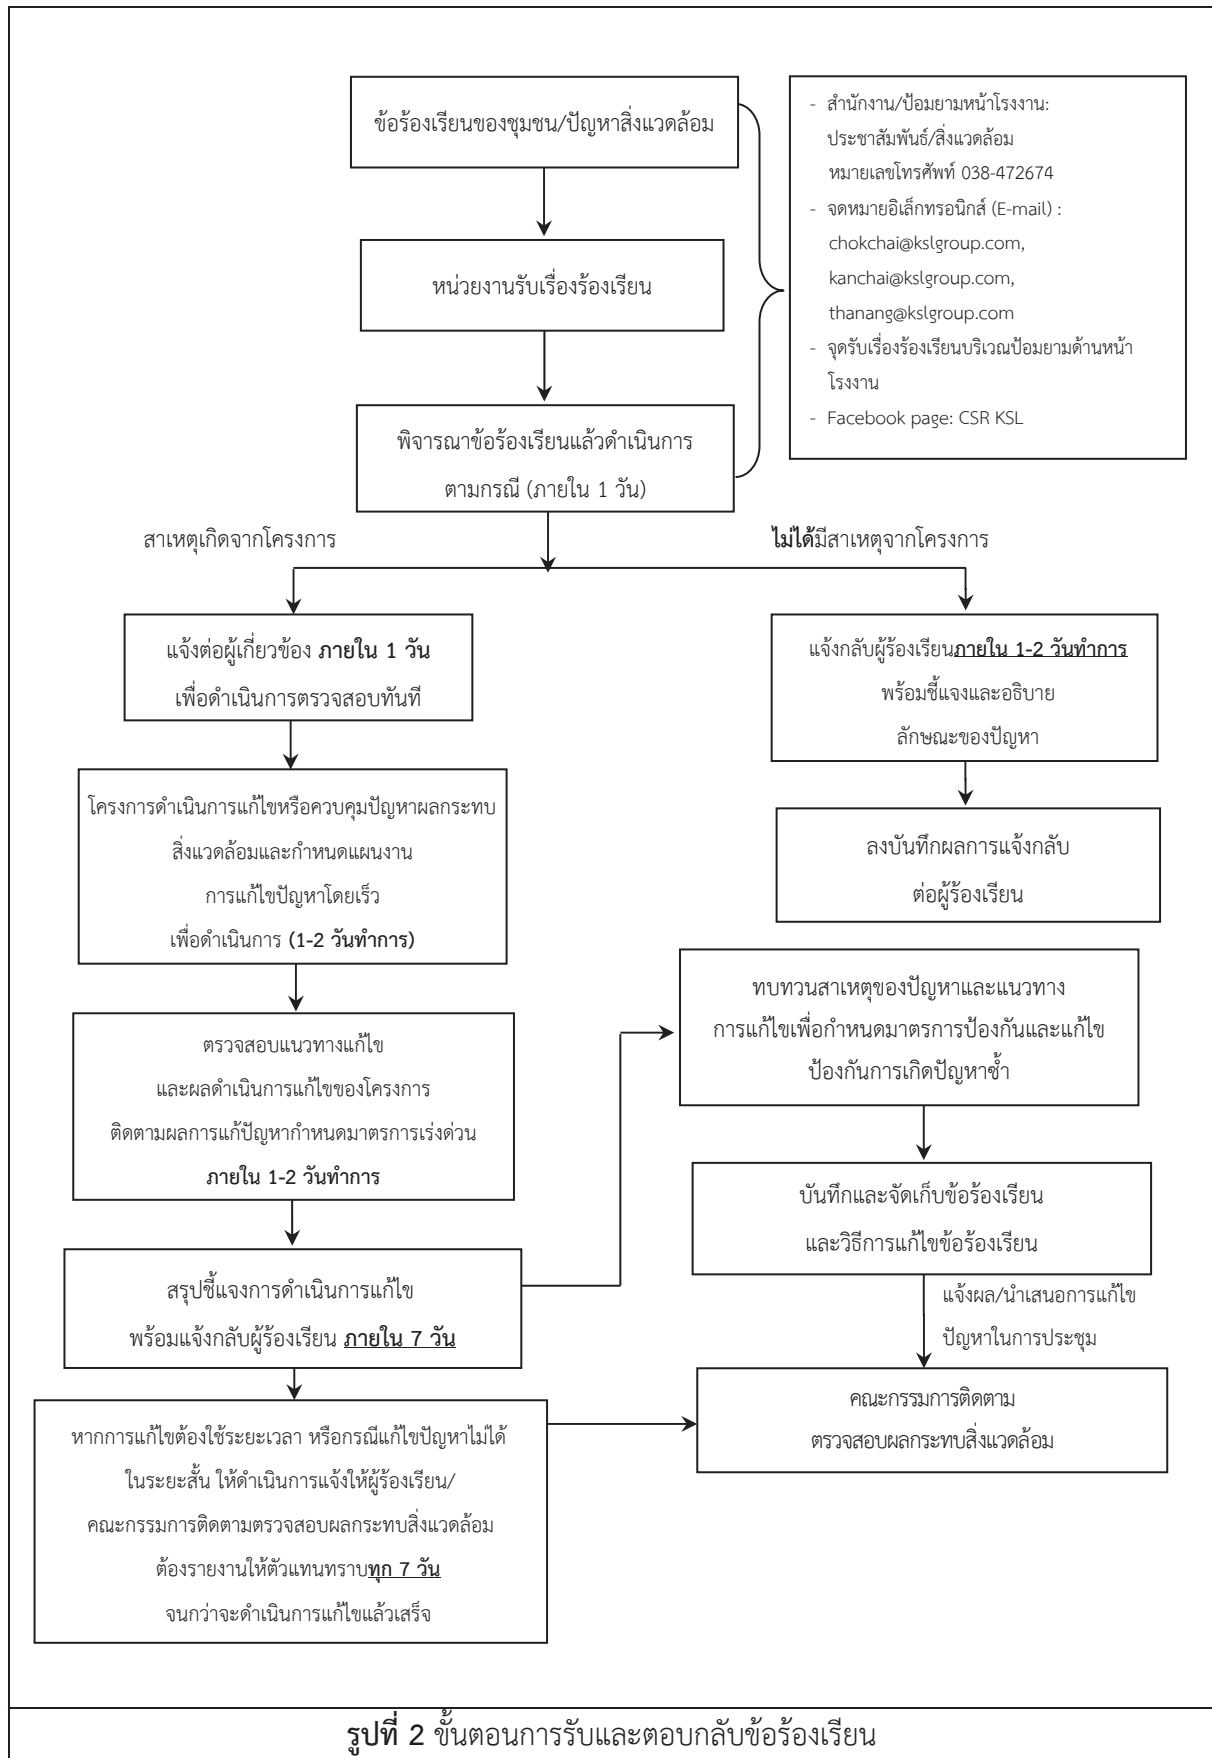 ข้อร้องเรียนของชุมชน/ปัญหาสิ่งแวดล้อม
- สำนักงาน/ป้อมยามหน้าโรงงาน:
ประชาสัมพันธ์/สิ่งแวดล้อม
หมายเลขโทรศัพท์ 038-472674
- จดหมายอิเล็กทรอนิกส์ (E-mail) :
chokchai@kslgroup.com,
kanchai@kslgroup.com,
thanang@kslgroup.com
- จุดรับเรื่องร้องเรียนบริเวณป้อมยามด้านหน้า
โรงงาน
- Facebook page: CSR KSL
หน่วยงานรับเรื่องร้องเรียน
พิจารณาข้อร้องเรียนแล้วดำเนินการ
ตามกรณี (ภายใน 1 วัน)
สาเหตุเกิดจากโครงการ
ไม่ได้มีสาเหตุจากโครงการ
แจ้งต่อผู้เกี่ยวข้อง ภายใน 1 วัน
เพื่อดำเนินการตรวจสอบทันที
แจ้งกลับผู้ร้องเรียนภายใน 1-2 วันทำการ
พร้อมชี้แจงและอธิบาย
ลักษณะของปัญหา
โครงการดำเนินการแก้ไขหรือควบคุมปัญหาผลกระทบ
สิ่งแวดล้อมและกำหนดแผนงาน
การแก้ไขปัญหาโดยเร็ว
เพื่อดำเนินการ (1-2 วันทำการ)
ลงบันทึกผลการแจ้งกลับ
ต่อผู้ร้องเรียน
ตรวจสอบแนวทางแก้ไข
และผลดำเนินการแก้ไขของโครงการ
ติดตามผลการแก้ปัญหากำหนดมาตรการเร่งด่วน
ภายใน 1-2 วันทำการ
ทบทวนสาเหตุของปัญหาและแนวทาง
การแก้ไขเพื่อกำหนดมาตรการป้องกันและแก้ไข
ป้องกันการเกิดปัญหาซ้ำ
บันทึกและจัดเก็บข้อร้องเรียน
และวิธีการแก้ไขข้อร้องเรียน
สรุปชี้แจงการดำเนินการแก้ไข
พร้อมแจ้งกลับผู้ร้องเรียน ภายใน 7 วัน
แจ้งผล/นำเสนอการแก้ไข
ปัญหาในการประชุม
คณะกรรมการติดตาม
ตรวจสอบผลกระทบสิ่งแวดล้อม
หากการแก้ไขต้องใช้ระยะเวลา หรือกรณีแก้ไขปัญหาไม่ได้
ในระยะสั้น ให้ดำเนินการแจ้งให้ผู้ร้องเรียน/
คณะกรรมการติดตามตรวจสอบผลกระทบสิ่งแวดล้อม
ต้องรายงานให้ตัวแทนทราบทุก 7 วัน
จนกว่าจะดำเนินการแก้ไขแล้วเสร็จ
รูปที่ 2 ขั้นตอนการรับและตอบกลับข้อร้องเรียน